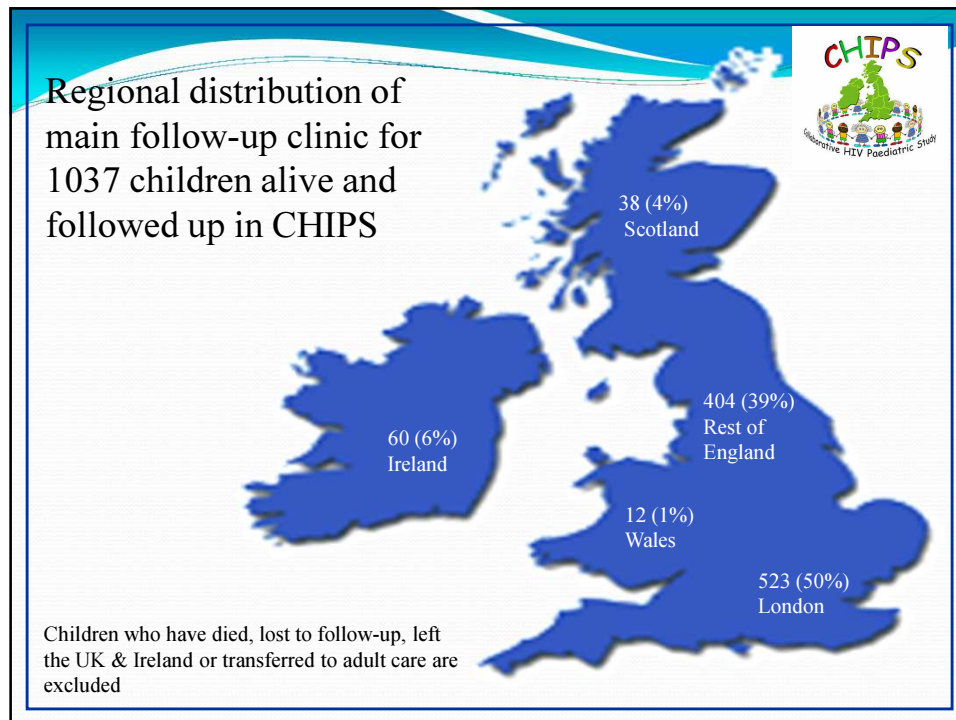 CHIPS
Collaborative HIV Paediatric Study
Regional distribution of
main follow-up clinic for
1037 children alive and
followed up in CHIPS
38 (4%)
Scotland
404 (39%)
Rest of
England
60 (6%)
Ireland
12 (1%)
Wales
523 (50%)
London
Children who have died, lost to follow-up, left
the UK & Ireland or transferred to adult care are
excluded